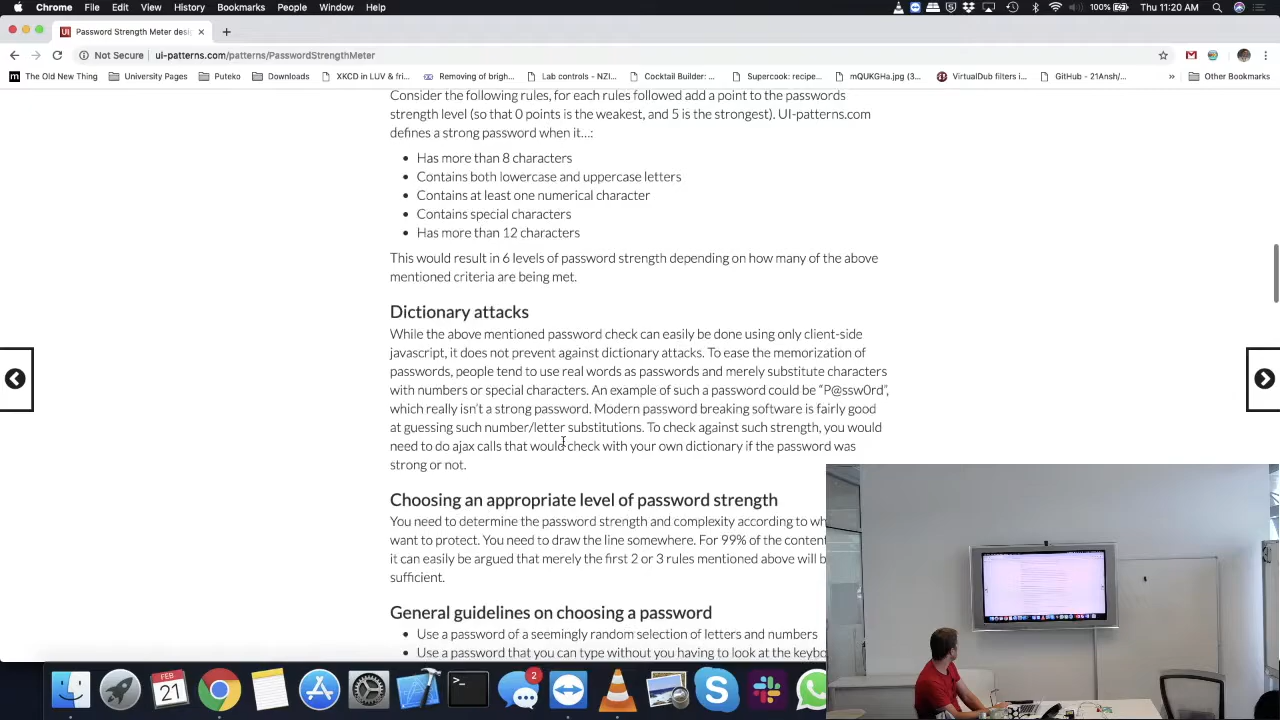 Chrome File Edit View History Bookmarks People Window Help 100% Thu 11:20 AM
UI Password Strength Meter desi
Not Secure ui-patterns.com/patterns/PasswordStrengthMeter
m The Old New Thing University Pages Puteko Downloads XKCD in LUV & fri... Removing of brigh... Lab controls - NZI... Cocktail Builder: ... Supercook: recipe... mQUKGHa.jpg (3... VirtualDub filters i... GitHub - 21Ansh/... » Other Bookmarks
Consider the following rules, for each rules followed add a point to the passwords
strength level (so that 0 points is the weakest, and 5 is the strongest). UI-patterns.com
defines a strong password when it…:
• Has more than 8 characters
• Contains both lowercase and uppercase letters
• Contains at least one numerical character
• Contains special characters
• Has more than 12 characters
This would result in 6 levels of password strength depending on how many of the above
mentioned criteria are being met.
Dictionary attacks
While the above mentioned password check can easily be done using only client-side
javascript, it does not prevent against dictionary attacks. To ease the memorization of
passwords, people tend to use real words as passwords and merely substitute characters
with numbers or special characters. An example of such a password could be “P@ssw0rd”,
which really isn’t a strong password. Modern password breaking software is fairly good
at guessing such number/letter substitutions. To check against such strength, you would
need to do ajax calls that would check with your own dictionary if the password was
strong or not.
Choosing an appropriate level of password strength
You need to determine the password strength and complexity according to wh
want to protect. You need to draw the line somewhere. For 99% of the content
it can easily be argued that merely the first 2 or 3 rules mentioned above will b
sufficient.
General guidelines on choosing a password
• Use a password of a seemingly random selection of letters and numbers
• Use a password that you can type without you having to look at the keybo
FEB
21
2